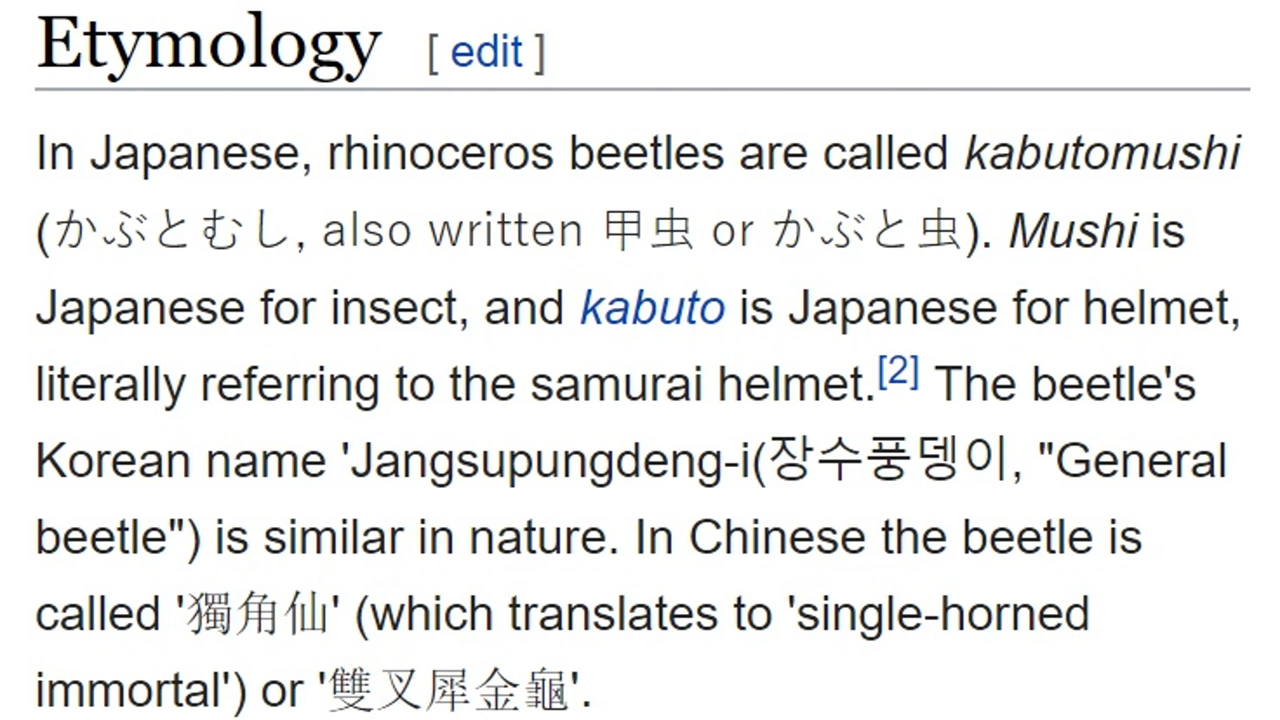 Etymology [ edit ]
In Japanese, rhinoceros beetles are called kabutomushi
(かぶとむし, also written 甲虫 or かぶと虫). Mushi is
Japanese for insect, and kabuto is Japanese for helmet,
literally referring to the samurai helmet.[2] The beetle's
Korean name 'Jangsupungdeng-i(장수풍뎅이, "General
beetle") is similar in nature. In Chinese the beetle is
called '獨角仙' (which translates to 'single-horned
immortal') or '雙叉犀金龜'.